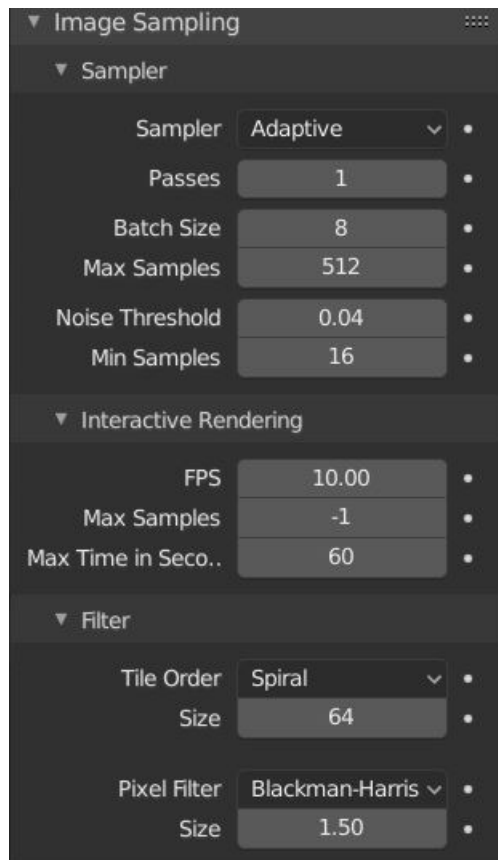 Image Sampling
Sampler
Sampler Adaptive
Passes 1
Batch Size 8
Max Samples 512
Noise Threshold 0.04
Min Samples 16
Interactive Rendering
FPS 10.00
Max Samples -1
Max Time in Seco.. 60
Filter
Tile Order Spiral
Size 64
Pixel Filter Blackman-Harris
Size 1.50